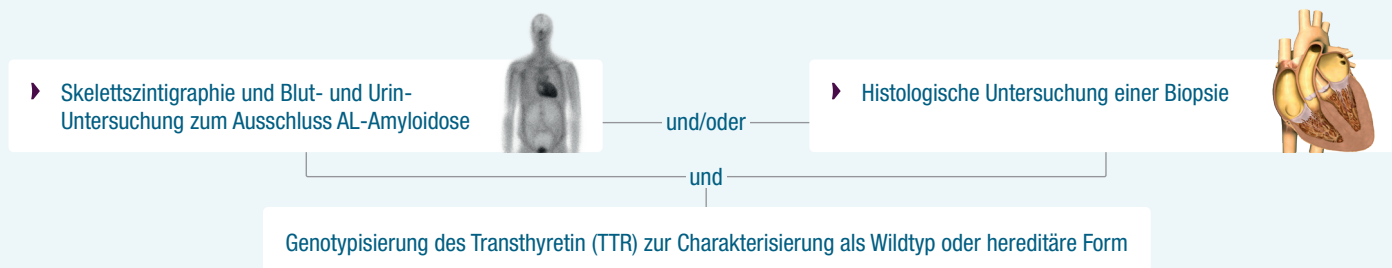 Skelettszintigraphie und Blut- und Urin-
Untersuchung zum Ausschluss AL-Amyloidose
und/oder
Histologische Untersuchung einer Biopsie
und
Genotypisierung des Transthyretin (TTR) zur Charakterisierung als Wildtyp oder hereditäre Form